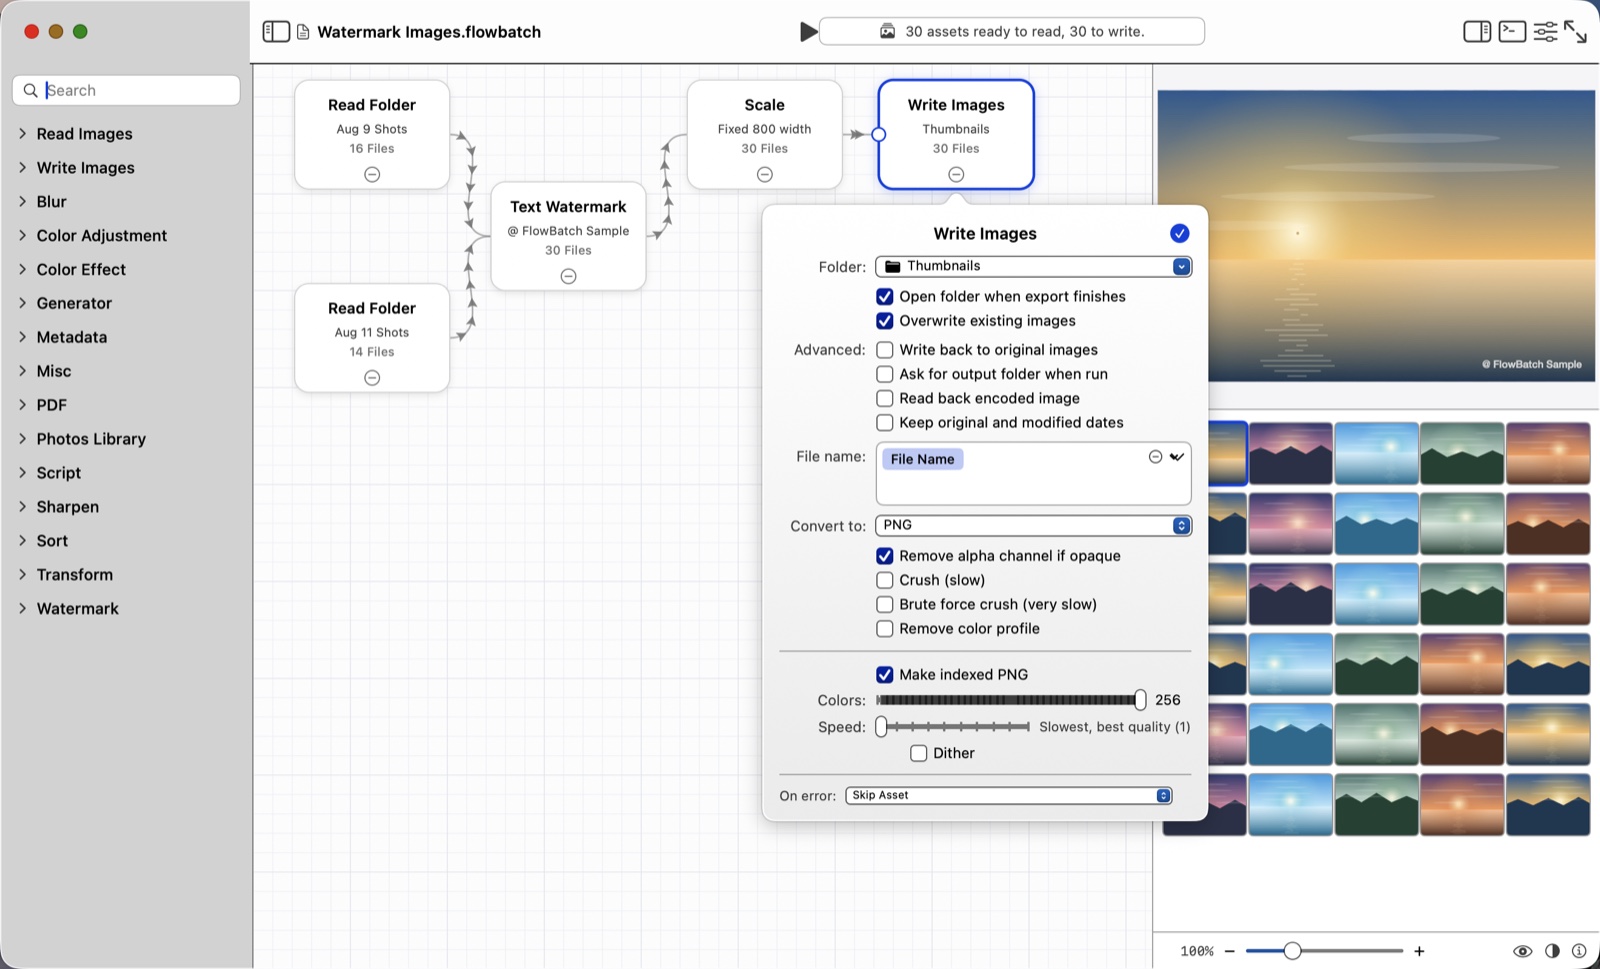 Watermark Images.flowbatch
30 assets ready to read, 30 to write.
Search
Read Images
Write Images
Blur
Color Adjustment
Color Effect
Generator
Metadata
Misc
PDF
Photos Library
Script
Sharpen
Sort
Transform
Watermark
Read Folder
Aug 9 Shots
16 Files
Read Folder
Aug 11 Shots
14 Files
Text Watermark
@ FlowBatch Sample
30 Files
Scale
Fixed 800 width
30 Files
Write Images
Thumbnails
30 Files
Write Images
Folder: Thumbnails
Open folder when export finishes
Overwrite existing images
Advanced: Write back to original images
Ask for output folder when run
Read back encoded image
Keep original and modified dates
File name: File Name
Convert to: PNG
Remove alpha channel if opaque
Crush (slow)
Brute force crush (very slow)
Remove color profile
Make indexed PNG
Colors: 256
Speed: Slowest, best quality (1)
Dither
On error: Skip Asset
@ FlowBatch Sample
100% − +